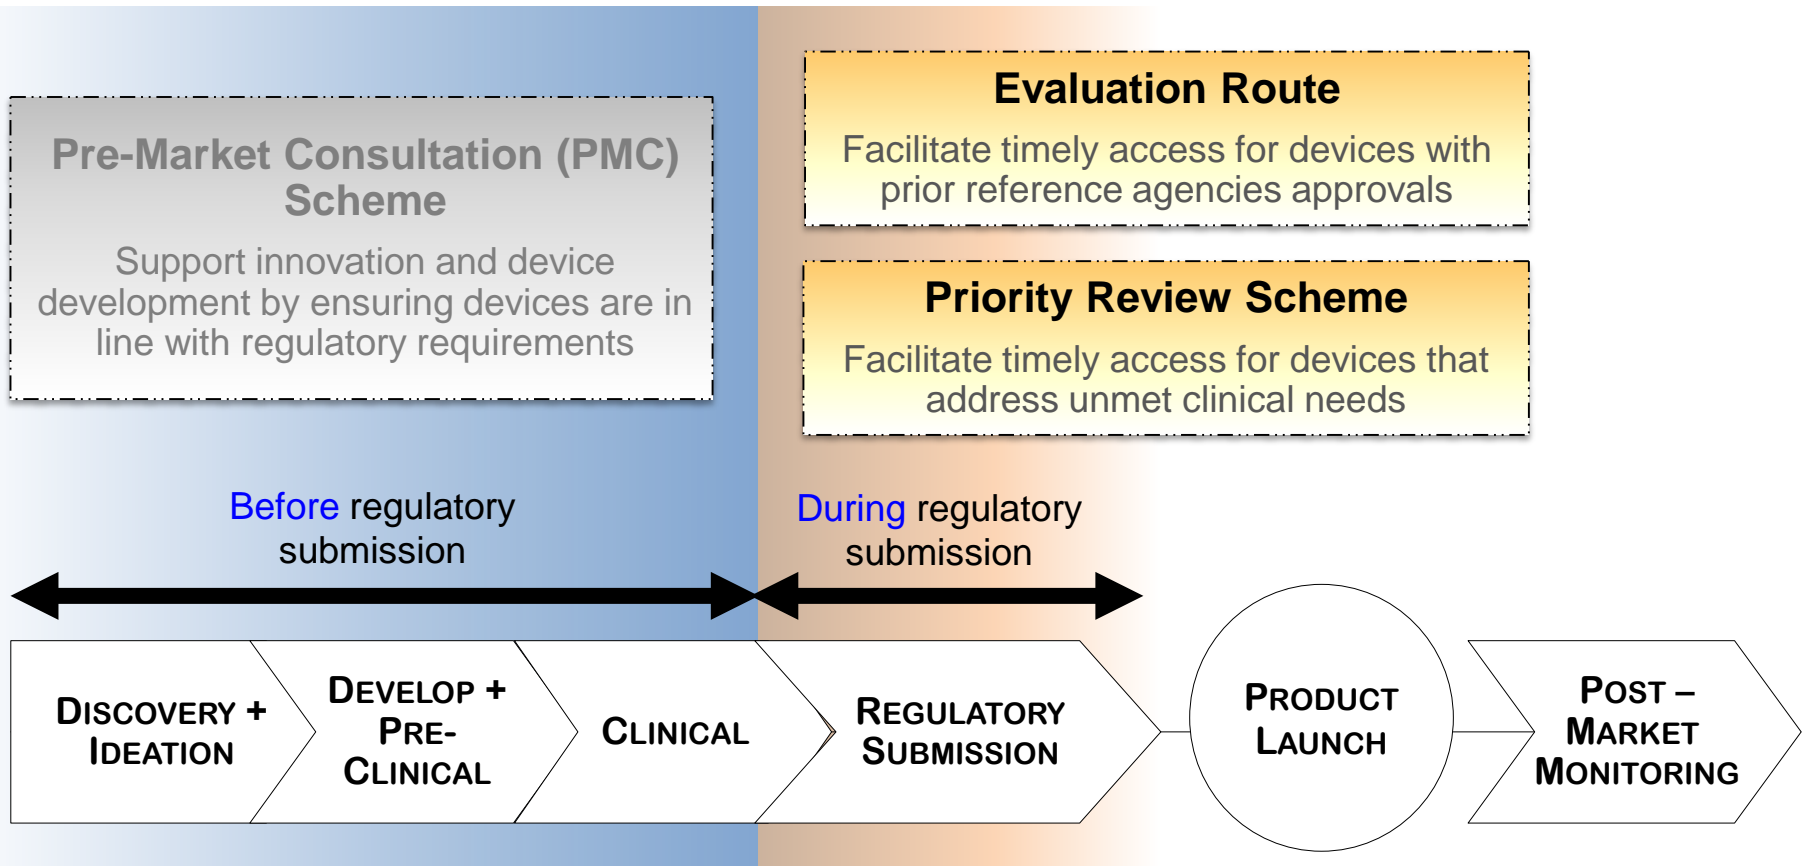 Pre-Market Consultation (PMC)
Scheme
Support innovation and device
development by ensuring devices are in
line with regulatory requirements
Evaluation Route
Facilitate timely access for devices with
prior reference agencies approvals
Priority Review Scheme
Facilitate timely access for devices that
address unmet clinical needs
Before regulatory
submission
During regulatory
submission
DISCOVERY +
IDEATION
DEVELOP +
PRE-
CLINICAL
CLINICAL
REGULATORY
SUBMISSION
PRODUCT
LAUNCH
POST –
MARKET
MONITORING